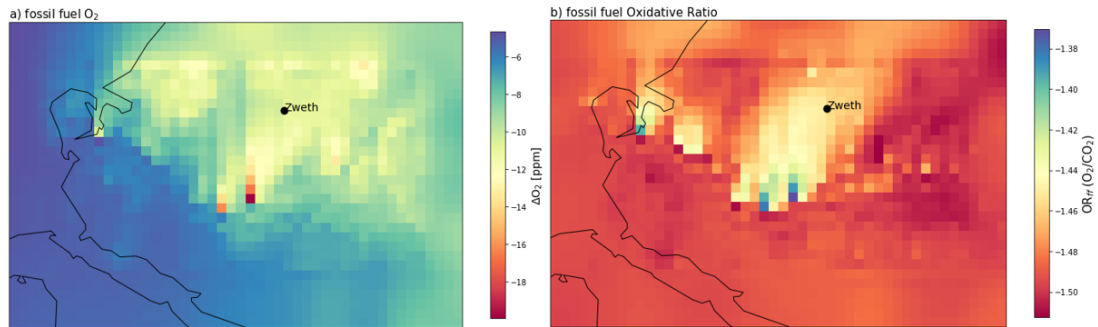 a) fossil fuel O₂
Zweth
−6
−8
−10
−12
−14
−16
−18
ΔO₂ [ppm]
b) fossil fuel Oxidative Ratio
Zweth
−1.38
−1.40
−1.42
−1.44
−1.46
−1.48
−1.50
ORff (O₂/CO₂)